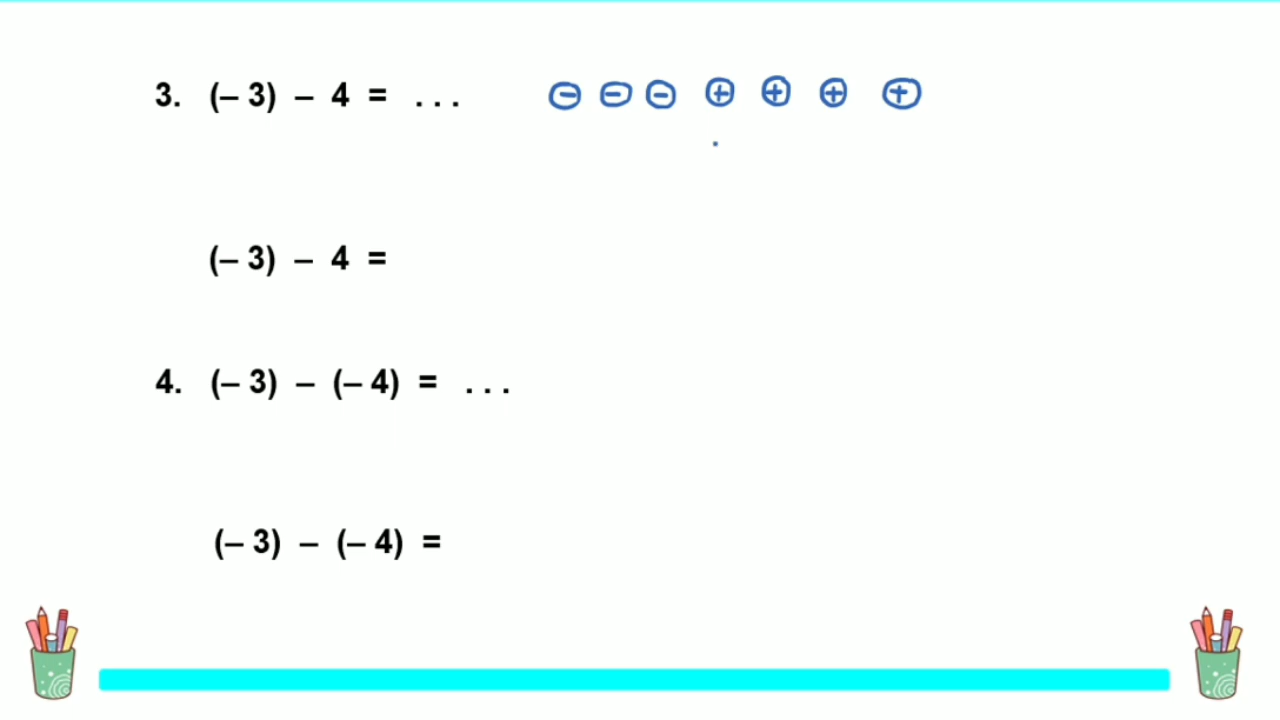 3. (– 3) – 4 = . . . ⊖ ⊖ ⊖ ⊕ ⊕ ⊕ ⊕
(– 3) – 4 =
4. (– 3) – (– 4) = . . .
(– 3) – (– 4) =